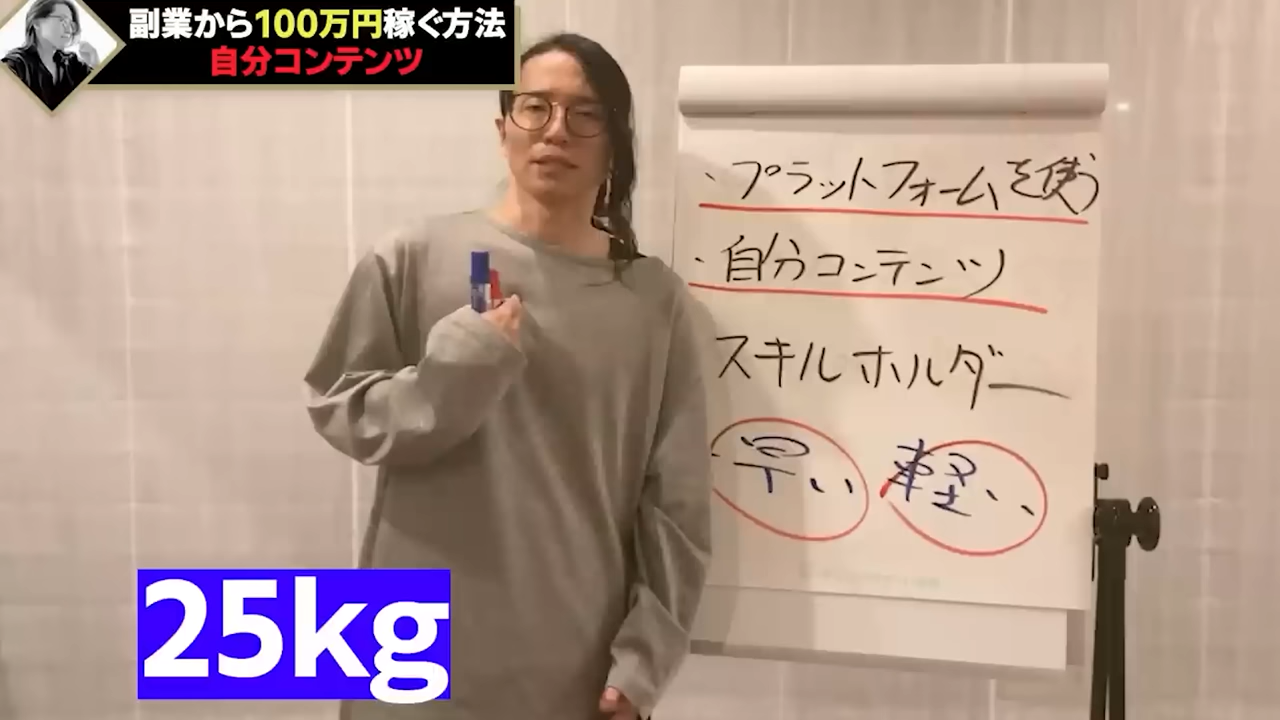 副業から100万円稼ぐ方法
自分コンテンツ
・プラットフォームを使う
・自分コンテンツ
スキルホルダー
早い 軽い
25kg